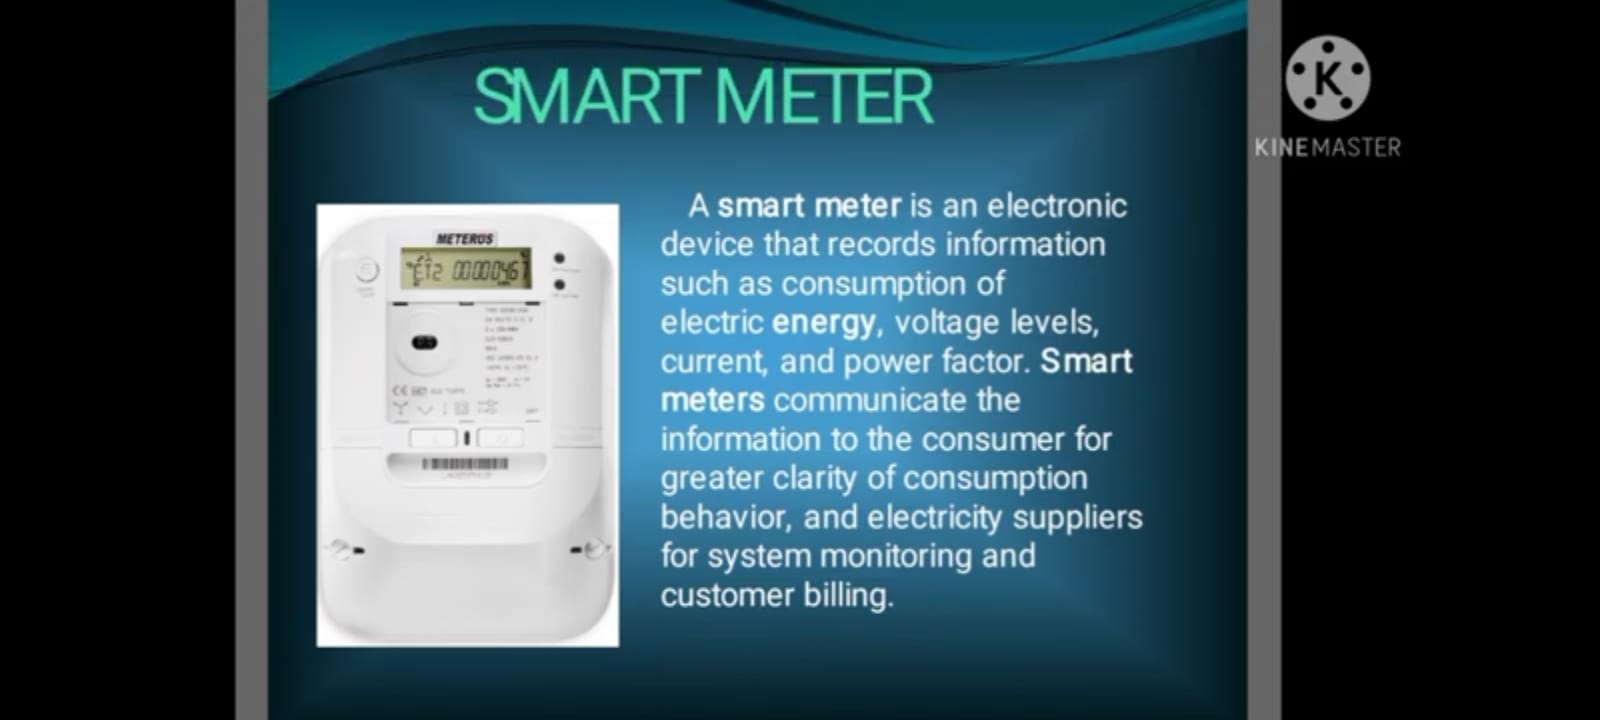 SMART METER
KINEMASTER
A smart meter is an electronic
device that records information
such as consumption of
electric energy, voltage levels,
current, and power factor. Smart
meters communicate the
information to the consumer for
greater clarity of consumption
behavior, and electricity suppliers
for system monitoring and
customer billing.
METERUS
00000467
CE